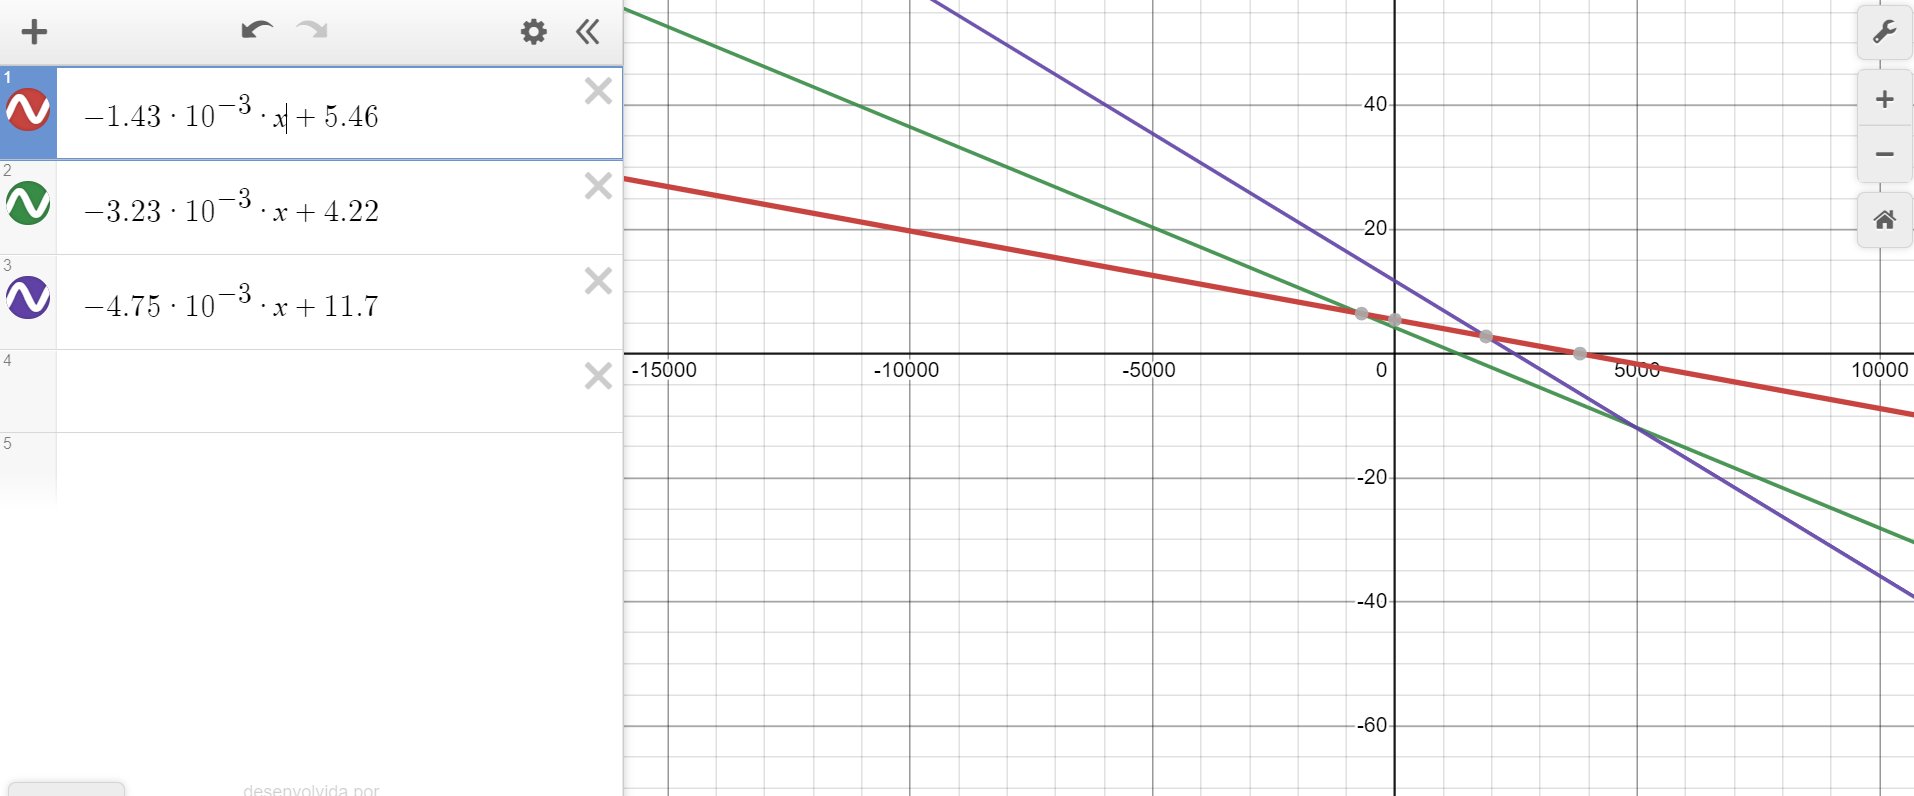 1
−1.43 · 10⁻³ · x + 5.46
2
−3.23 · 10⁻³ · x + 4.22
3
−4.75 · 10⁻³ · x + 11.7
4
5
desenvolvida por
40
20
-15000 -10000 -5000 0 5000 10000
-20
-40
-60